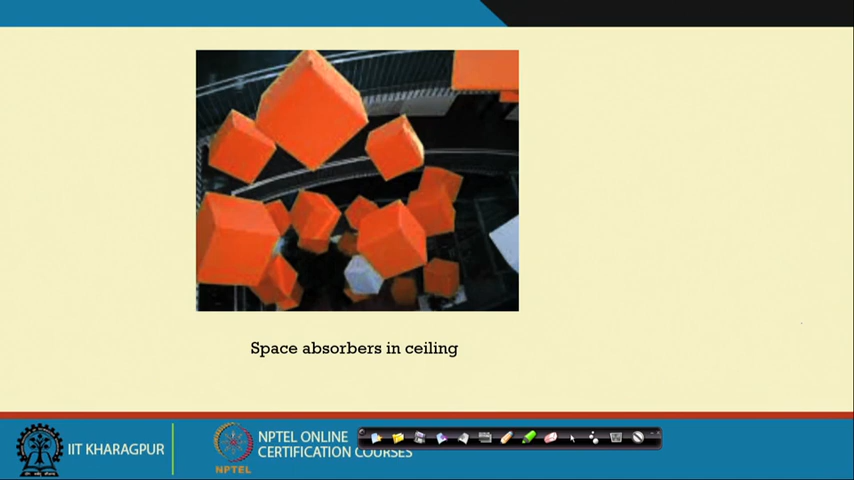 Space absorbers in ceiling
IIT KHARAGPUR
NPTEL
NPTEL ONLINE
CERTIFICATION COURSES